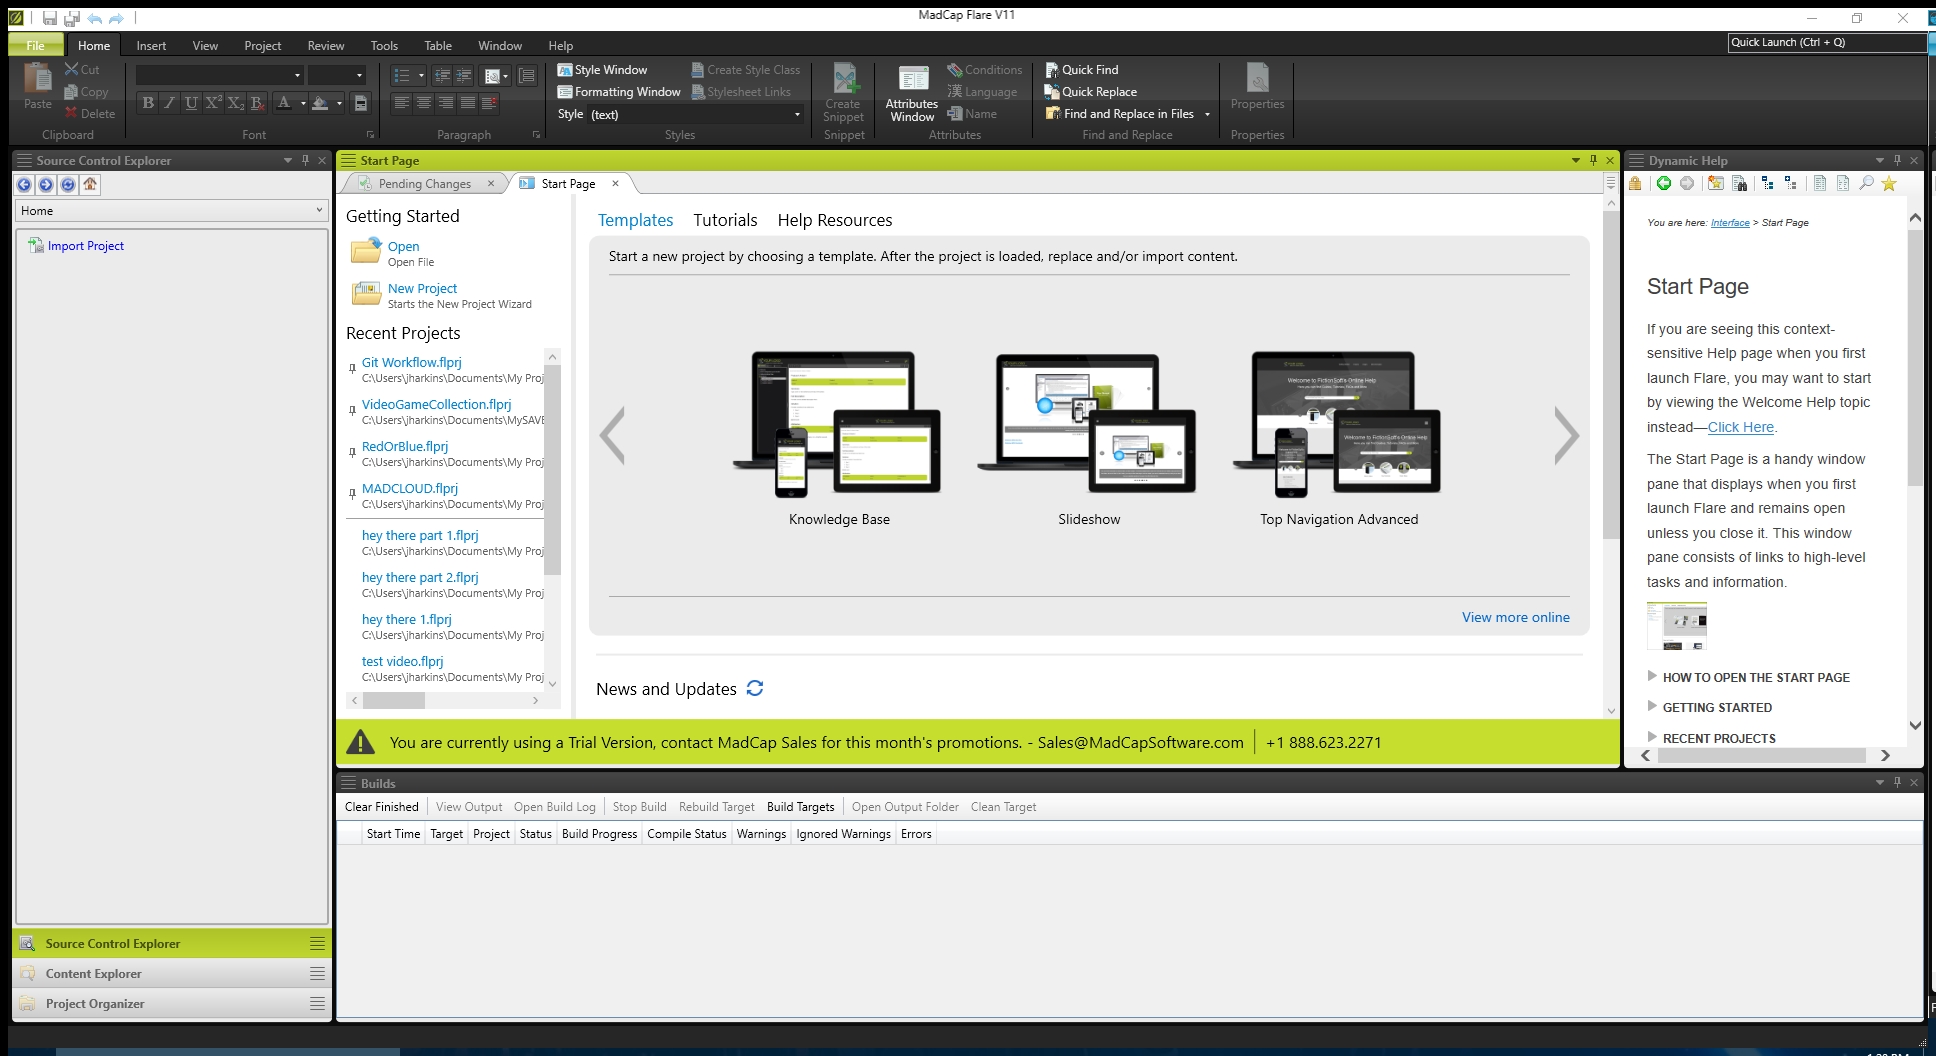 MadCap Flare V11
File Home Insert View Project Review Tools Table Window Help
Quick Launch (Ctrl + Q)
Paste
Cut
Copy
Delete
Clipboard
B I U X² X₂ B A
Font
Paragraph
Style Window
Formatting Window
Style (text)
Create Style Class
Stylesheet Links
Styles
Create Snippet
Snippet
Attributes Window
Conditions
Language
Name
Attributes
Quick Find
Quick Replace
Find and Replace in Files
Find and Replace
Properties
Properties
Source Control Explorer
Home
Import Project
Source Control Explorer
Content Explorer
Project Organizer
Start Page
Pending Changes
Start Page
Getting Started
Open
Open File
New Project
Starts the New Project Wizard
Recent Projects
Git Workflow.flprj
C:\Users\jharkins\Documents\My Proj
VideoGameCollection.flprj
C:\Users\jharkins\Documents\MySAVE
RedOrBlue.flprj
C:\Users\jharkins\Documents\My Proj
MADCLOUD.flprj
C:\Users\jharkins\Documents\My Proj
hey there part 1.flprj
C:\Users\jharkins\Documents\My Proj
hey there part 2.flprj
C:\Users\jharkins\Documents\My Proj
hey there 1.flprj
C:\Users\jharkins\Documents\My Proj
test video.flprj
C:\Users\jharkins\Documents\My Proj
Templates Tutorials Help Resources
Start a new project by choosing a template. After the project is loaded, replace and/or import content.
Welcome to FictionSoft's Online Help
Welcome to FictionSoft's Online Help
Knowledge Base
Slideshow
Top Navigation Advanced
View more online
News and Updates
You are currently using a Trial Version, contact MadCap Sales for this month's promotions. - Sales@MadCapSoftware.com
+1 888.623.2271
Dynamic Help
You are here: Interface > Start Page
Start Page
If you are seeing this context-
sensitive Help page when you first
launch Flare, you may want to start
by viewing the Welcome Help topic
instead—Click Here.
The Start Page is a handy window
pane that displays when you first
launch Flare and remains open
unless you close it. This window
pane consists of links to high-level
tasks and information.
HOW TO OPEN THE START PAGE
GETTING STARTED
RECENT PROJECTS
Builds
Clear Finished View Output Open Build Log Stop Build Rebuild Target Build Targets Open Output Folder Clean Target
Start Time Target Project Status Build Progress Compile Status Warnings Ignored Warnings Errors